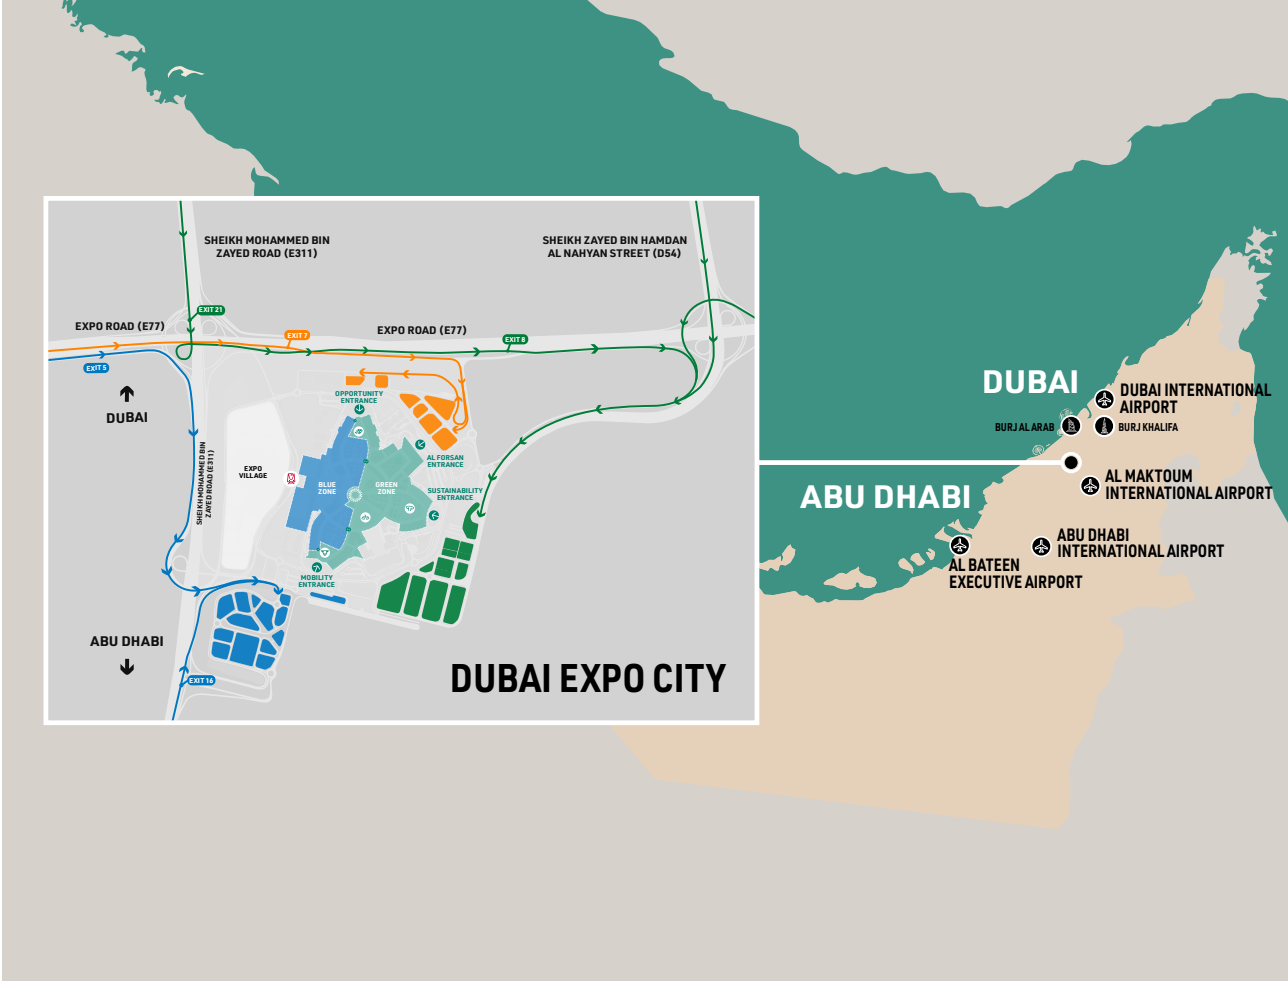 SHEIKH MOHAMMED BIN
ZAYED ROAD (E311)
SHEIKH ZAYED BIN HAMDAN
AL NAHYAN STREET (D54)
EXIT 21
EXPO ROAD (E77)
EXIT 7
EXPO ROAD (E77)
EXIT 8
EXIT 5
DUBAI
OPPORTUNITY
ENTRANCE
AL FORSAN
ENTRANCE
SHEIKH MOHAMMED BIN
ZAYED ROAD (E311)
EXPO
VILLAGE
BLUE
ZONE
GREEN
ZONE
SUSTAINABILITY
ENTRANCE
MOBILITY
ENTRANCE
ABU DHABI
EXIT 16
DUBAI EXPO CITY
DUBAI
DUBAI INTERNATIONAL
AIRPORT
BURJ AL ARAB
BURJ KHALIFA
ABU DHABI
AL MAKTOUM
INTERNATIONAL AIRPORT
ABU DHABI
INTERNATIONAL AIRPORT
AL BATEEN
EXECUTIVE AIRPORT